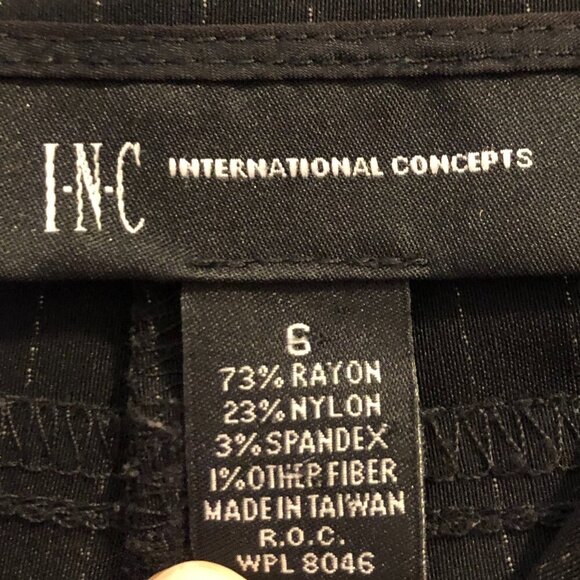 I·N·C INTERNATIONAL CONCEPTS
6
73% RAYON
23% NYLON
3% SPANDEX
1% OTHER FIBER
MADE IN TAIWAN
R.O.C.
WPL 8046